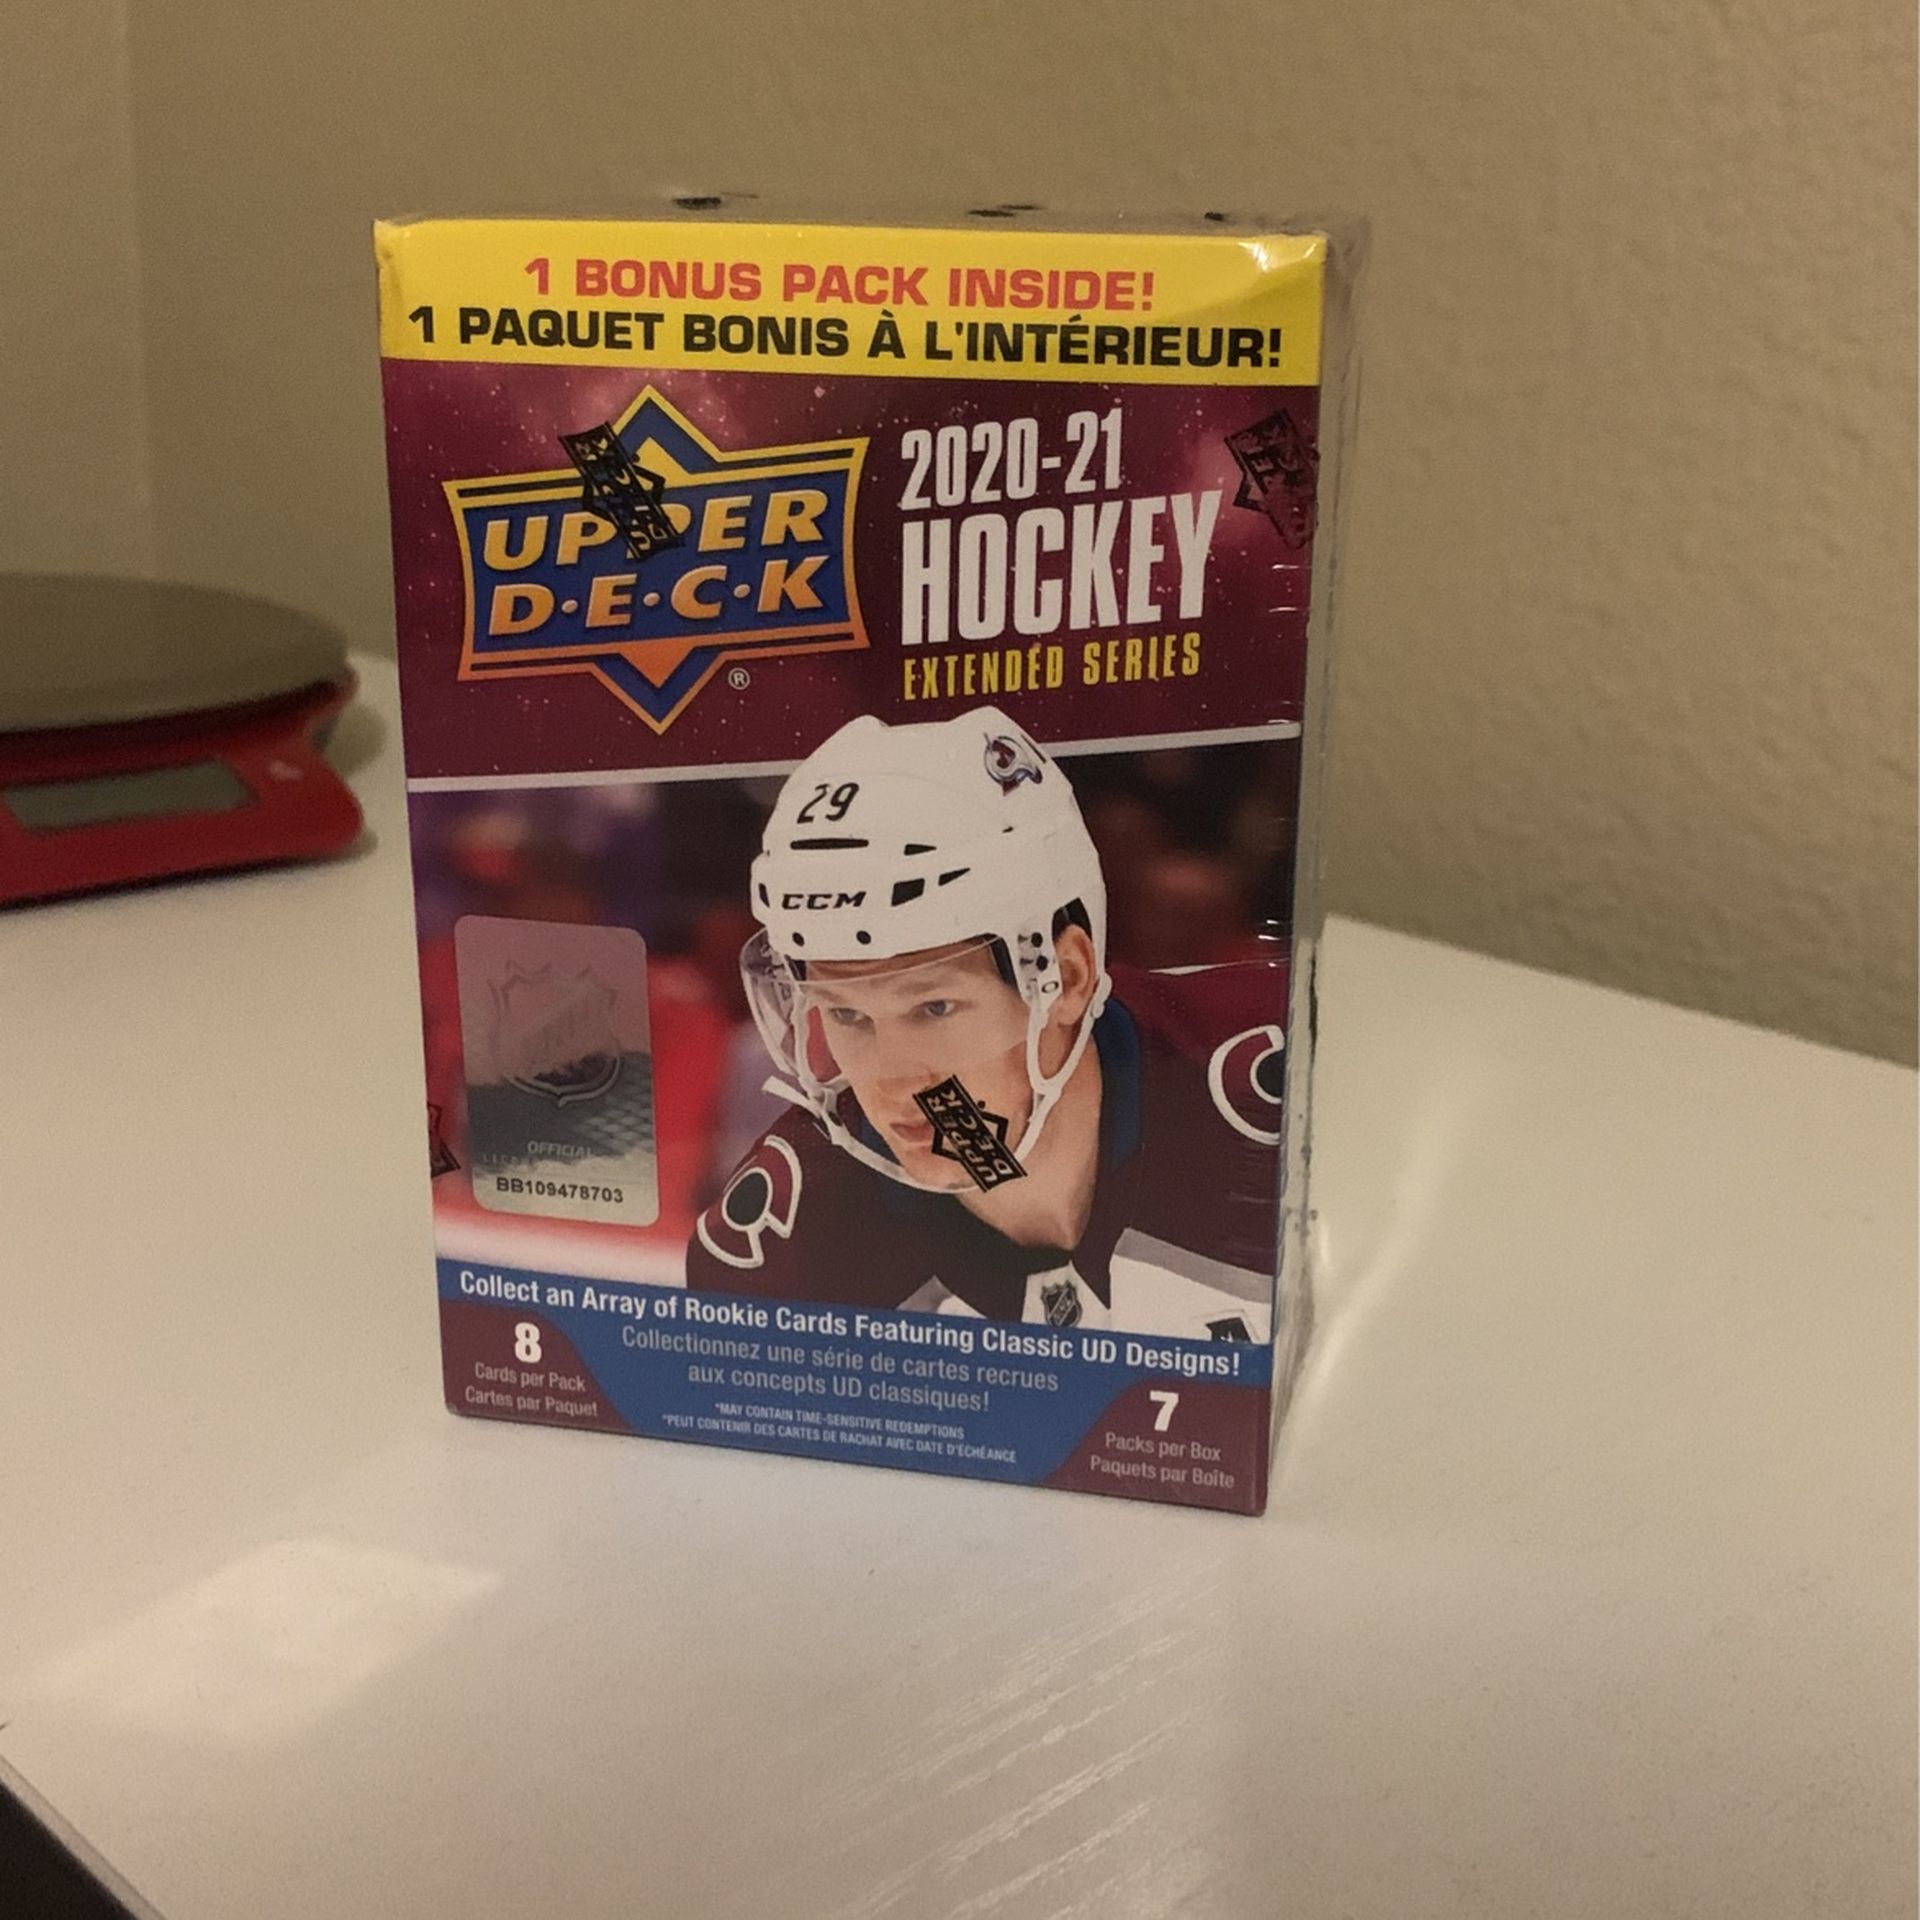 1 BONUS PACK INSIDE!
1 PAQUET BONIS À L'INTÉRIEUR!
UPPER
D·E·C·K
®
2020-21
HOCKEY
EXTENDED SERIES
29
CCM
OFFICIAL
BB109478703
UPPER
DECK
Collect an Array of Rookie Cards Featuring Classic UD Designs!
Collectionnez une série de cartes recrues
aux concepts UD classiques!
*MAY CONTAIN TIME-SENSITIVE REDEMPTIONS
*PEUT CONTENIR DES CARTES DE RACHAT AVEC DATE D'ÉCHÉANCE
8
Cards per Pack
Cartes par Paquet
7
Packs per Box
Paquets par Boîte